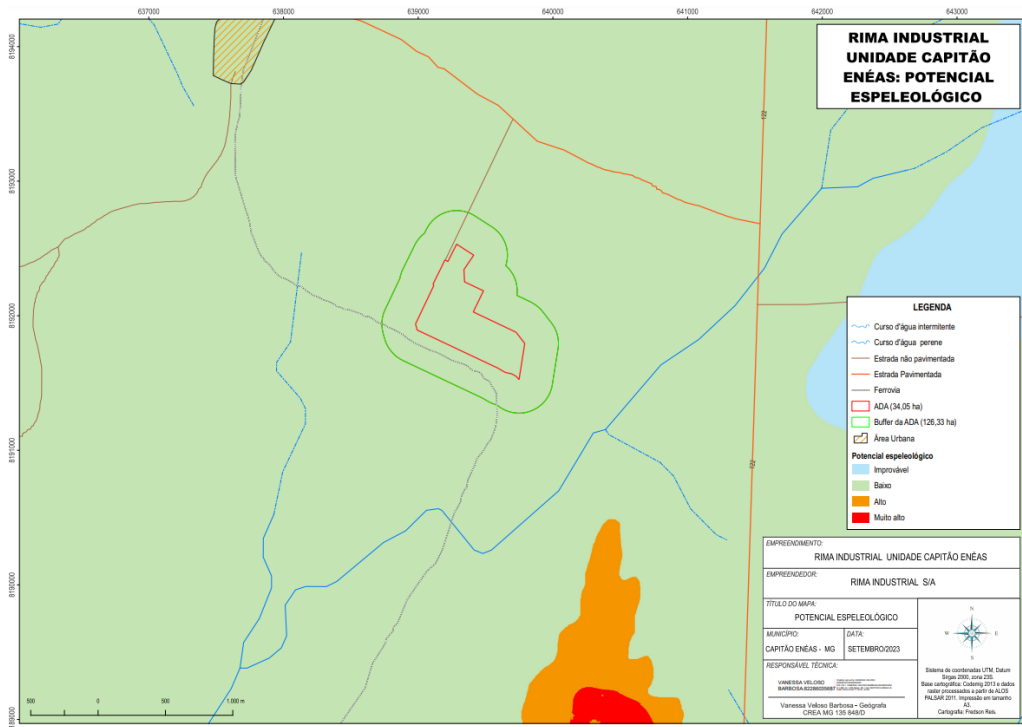 637000
638000
639000
640000
641000
642000
643000
8194000
8193000
8192000
8191000
8190000
8189000
RIMA INDUSTRIAL
UNIDADE CAPITÃO
ENÉAS: POTENCIAL
ESPELEOLÓGICO
122
122
LEGENDA
Curso d'água intermitente
Curso d'água perene
Estrada não pavimentada
Estrada Pavimentada
Ferrovia
ADA (34,05 ha)
Buffer da ADA (126,33 ha)
Área Urbana
Potencial espeleológico
Improvável
Baixo
Alto
Muito alto
EMPREENDIMENTO:
RIMA INDUSTRIAL UNIDADE CAPITÃO ENÉAS
EMPREENDEDOR:
RIMA INDUSTRIAL S/A
TÍTULO DO MAPA:
POTENCIAL ESPELEOLÓGICO
MUNICÍPIO:
CAPITÃO ENÉAS - MG
DATA:
SETEMBRO/2023
RESPONSÁVEL TÉCNICA:
VANESSA VELOSO
Vanessa Veloso Barbosa - Geógrafa
CREA MG 135 848/D
N
W
E
S
Sistema de coordenadas UTM, Datum
Sirgas 2000, zona 23S.
Base cartográfica: Codemig 2013 e dados
raster processados a partir de ALOS
PALSAR 2011. Impressão em tamanho
A3.
Cartografia: Fredson Reis.
500
0
500
1.000 m